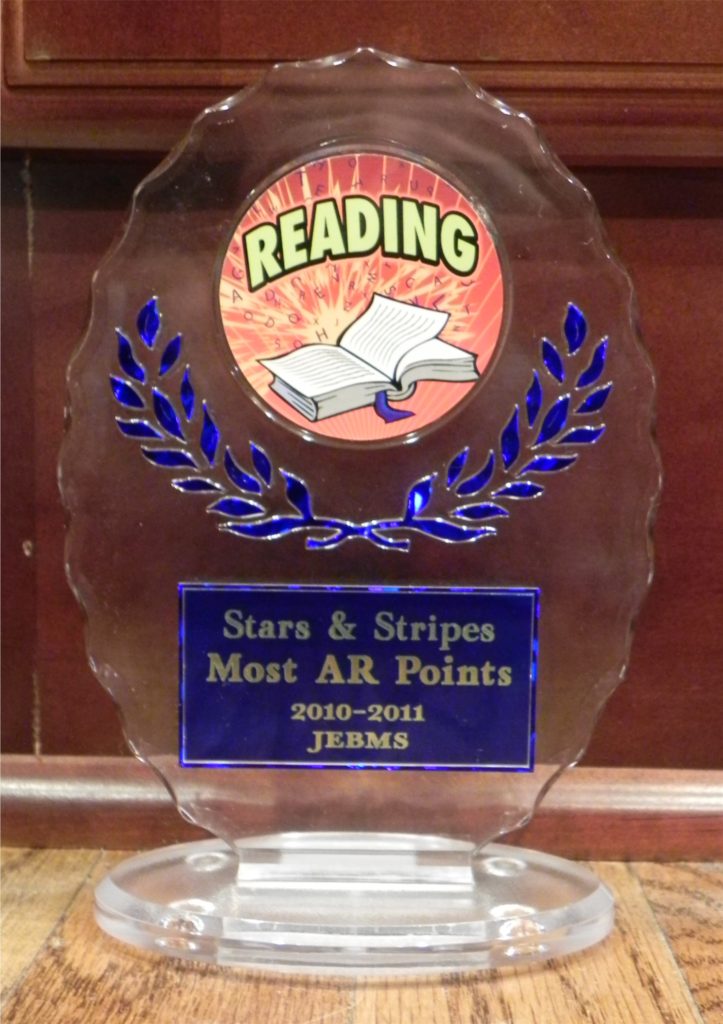 READING
Stars & Stripes
Most AR Points
2010-2011
JEBMS